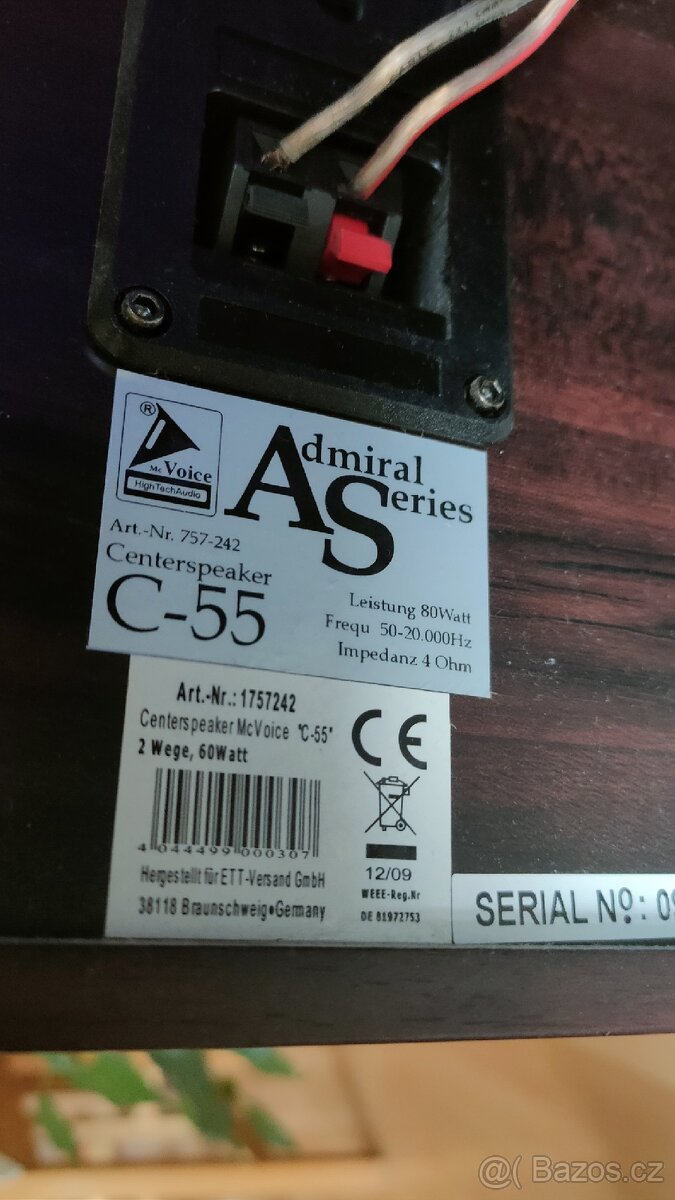 ®
Mc Voice
HighTechAudio
Admiral
Series
Art.-Nr. 757-242
Centerspeaker
C-55
Leistung 80Watt
Frequ 50-20.000Hz
Impedanz 4 Ohm
Art.-Nr.: 1757242
Centerspeaker McVoice "C-55"
2 Wege, 60Watt
CE
4 044499 000307
12/09
Hergestellt für ETT-Versand GmbH
38118 Braunschweig•Germany
WEEE-Reg.Nr
DE 81972753
SERIAL Nº: 09
@( Bazos.cz